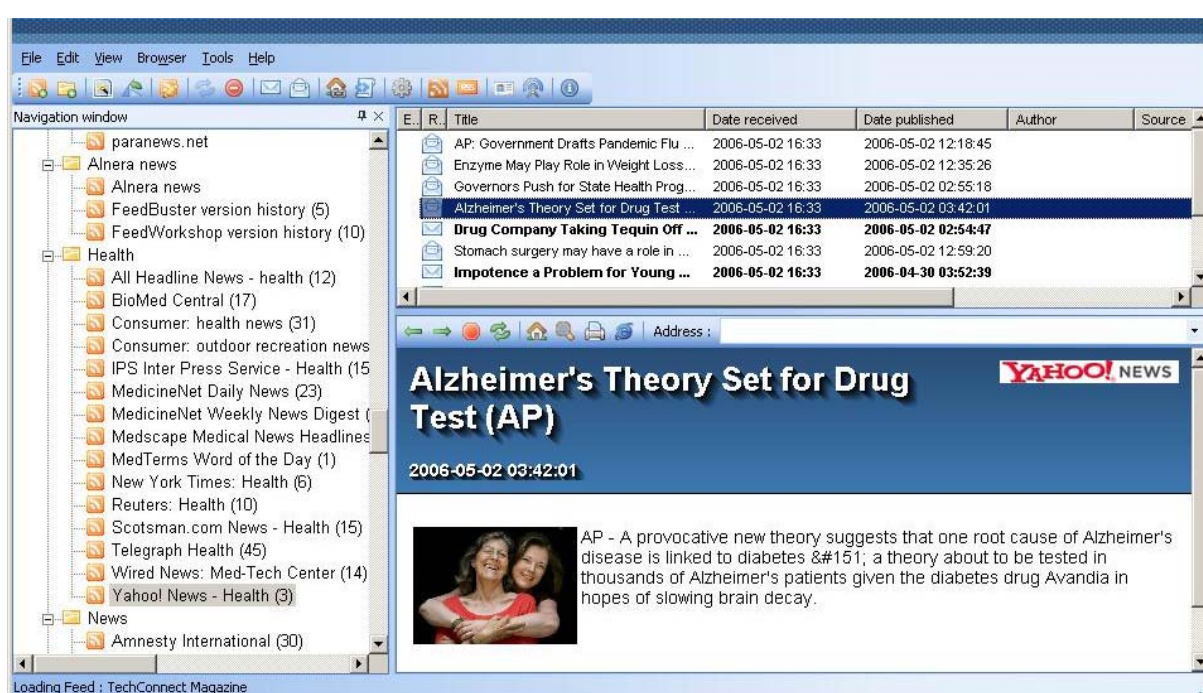 File Edit View Browser Tools Help
Navigation window
paranews.net
Alnera news
Alnera news
FeedBuster version history (5)
FeedWorkshop version history (10)
Health
All Headline News - health (12)
BioMed Central (17)
Consumer: health news (31)
Consumer: outdoor recreation news
IPS Inter Press Service - Health (15
MedicineNet Daily News (23)
MedicineNet Weekly News Digest (
Medscape Medical News Headlines
MedTerms Word of the Day (1)
New York Times: Health (6)
Reuters: Health (10)
Scotsman.com News - Health (15)
Telegraph Health (45)
Wired News: Med-Tech Center (14)
Yahoo! News - Health (3)
News
Amnesty International (30)
E.. R.. Title Date received Date published Author Source
AP: Government Drafts Pandemic Flu ... 2006-05-02 16:33 2006-05-02 12:18:45
Enzyme May Play Role in Weight Loss... 2006-05-02 16:33 2006-05-02 12:35:26
Governors Push for State Health Prog... 2006-05-02 16:33 2006-05-02 02:55:18
Alzheimer's Theory Set for Drug Test ... 2006-05-02 16:33 2006-05-02 03:42:01
Drug Company Taking Tequin Off ... 2006-05-02 16:33 2006-05-02 02:54:47
Stomach surgery may have a role in ... 2006-05-02 16:33 2006-05-02 12:59:20
Impotence a Problem for Young ... 2006-05-02 16:33 2006-04-30 03:52:39
Address :
Alzheimer's Theory Set for Drug
Test (AP)
YAHOO! NEWS
2006-05-02 03:42:01
AP - A provocative new theory suggests that one root cause of Alzheimer's
disease is linked to diabetes &#151; a theory about to be tested in
thousands of Alzheimer's patients given the diabetes drug Avandia in
hopes of slowing brain decay.
Loading Feed : TechConnect Magazine